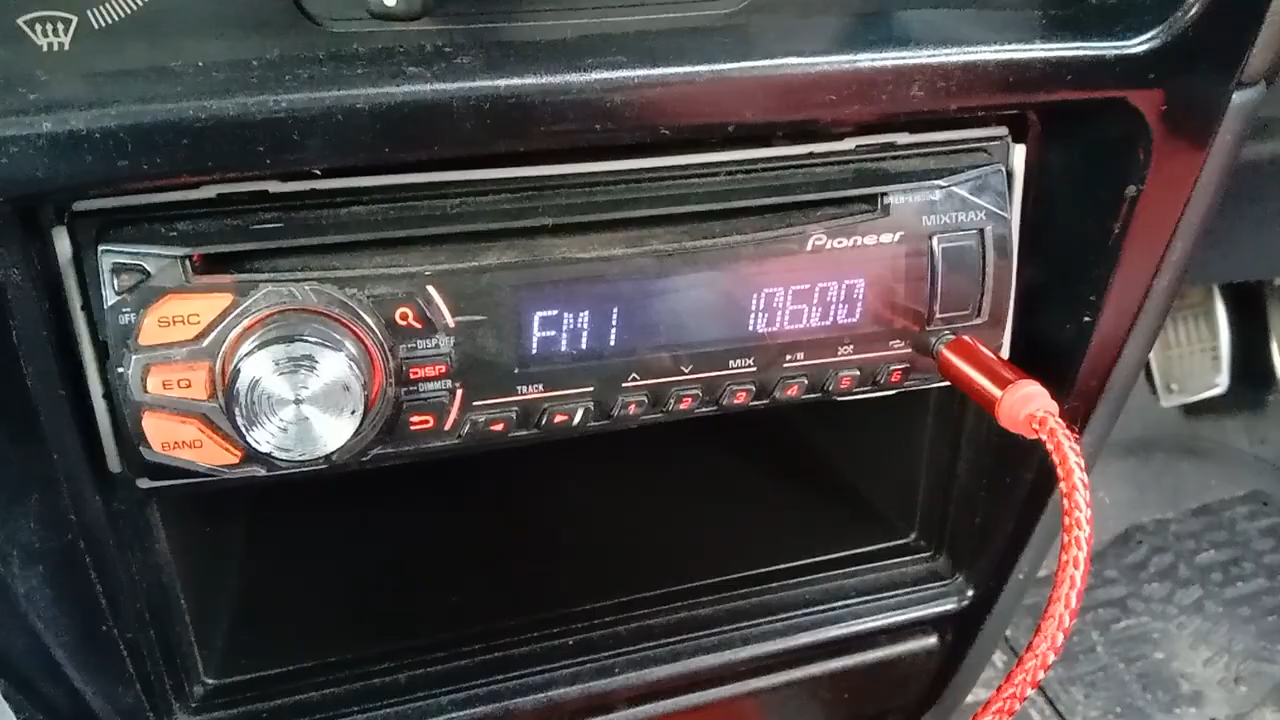 Pioneer
MIXTRAX
OFF
SRC
EQ
BAND
DISP OFF
DISP
DIMMER
FM1
106.00
TRACK
MIX
1
2
3
4
5
6